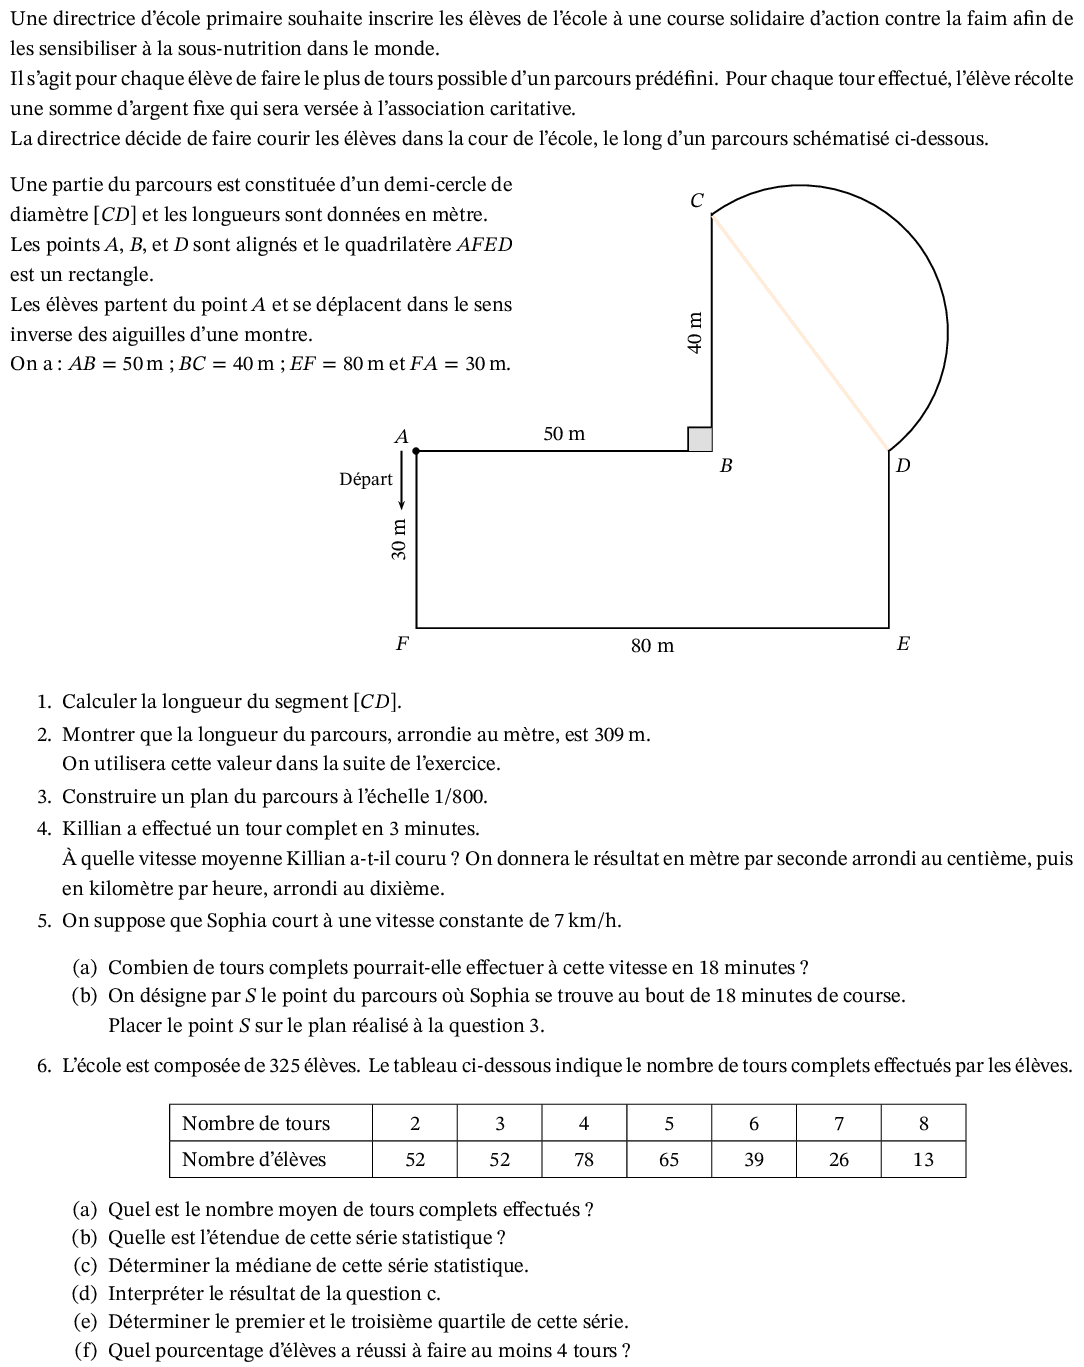 Une directrice d'école primaire souhaite inscrire les élèves de l'école à une course solidaire d'action contre la faim afin de
les sensibiliser à la sous-nutrition dans le monde.
Il s'agit pour chaque élève de faire le plus de tours possible d'un parcours prédéfini. Pour chaque tour effectué, l'élève récolte
une somme d'argent fixe qui sera versée à l'association caritative.
La directrice décide de faire courir les élèves dans la cour de l'école, le long d'un parcours schématisé ci-dessous.
Une partie du parcours est constituée d'un demi-cercle de
diamètre [CD] et les longueurs sont données en mètre.
Les points A, B, et D sont alignés et le quadrilatère AFED
est un rectangle.
Les élèves partent du point A et se déplacent dans le sens
inverse des aiguilles d'une montre.
On a : AB = 50 m ; BC = 40 m ; EF = 80 m et FA = 30 m.
C
40 m
A
50 m
B
D
Départ
30 m
F
80 m
E
1. Calculer la longueur du segment [CD].
2. Montrer que la longueur du parcours, arrondie au mètre, est 309 m.
On utilisera cette valeur dans la suite de l'exercice.
3. Construire un plan du parcours à l'échelle 1/800.
4. Killian a effectué un tour complet en 3 minutes.
À quelle vitesse moyenne Killian a-t-il couru ? On donnera le résultat en mètre par seconde arrondi au centième, puis
en kilomètre par heure, arrondi au dixième.
5. On suppose que Sophia court à une vitesse constante de 7 km/h.
(a) Combien de tours complets pourrait-elle effectuer à cette vitesse en 18 minutes ?
(b) On désigne par S le point du parcours où Sophia se trouve au bout de 18 minutes de course.
Placer le point S sur le plan réalisé à la question 3.
6. L'école est composée de 325 élèves. Le tableau ci-dessous indique le nombre de tours complets effectués par les élèves.
Nombre de tours 2 3 4 5 6 7 8
Nombre d'élèves 52 52 78 65 39 26 13
(a) Quel est le nombre moyen de tours complets effectués ?
(b) Quelle est l'étendue de cette série statistique ?
(c) Déterminer la médiane de cette série statistique.
(d) Interpréter le résultat de la question c.
(e) Déterminer le premier et le troisième quartile de cette série.
(f) Quel pourcentage d'élèves a réussi à faire au moins 4 tours ?